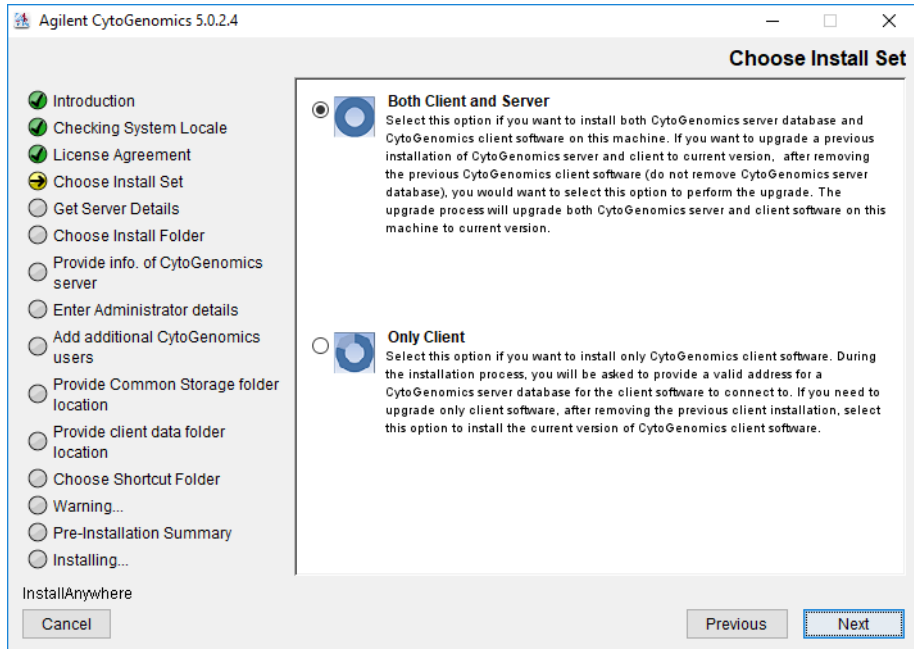 Agilent CytoGenomics 5.0.2.4
Choose Install Set
Introduction
Checking System Locale
License Agreement
Choose Install Set
Get Server Details
Choose Install Folder
Provide info. of CytoGenomics
server
Enter Administrator details
Add additional CytoGenomics
users
Provide Common Storage folder
location
Provide client data folder
location
Choose Shortcut Folder
Warning...
Pre-Installation Summary
Installing...
Both Client and Server
Select this option if you want to install both CytoGenomics server database and
CytoGenomics client software on this machine. If you want to upgrade a previous
installation of CytoGenomics server and client to current version, after removing
the previous CytoGenomics client software (do not remove CytoGenomics server
database), you would want to select this option to perform the upgrade. The
upgrade process will upgrade both CytoGenomics server and client software on this
machine to current version.
Only Client
Select this option if you want to install only CytoGenomics client software. During
the installation process, you will be asked to provide a valid address for a
CytoGenomics server database for the client software to connect to. If you need to
upgrade only client software, after removing the previous client installation, select
this option to install the current version of CytoGenomics client software.
InstallAnywhere
Cancel
Previous
Next